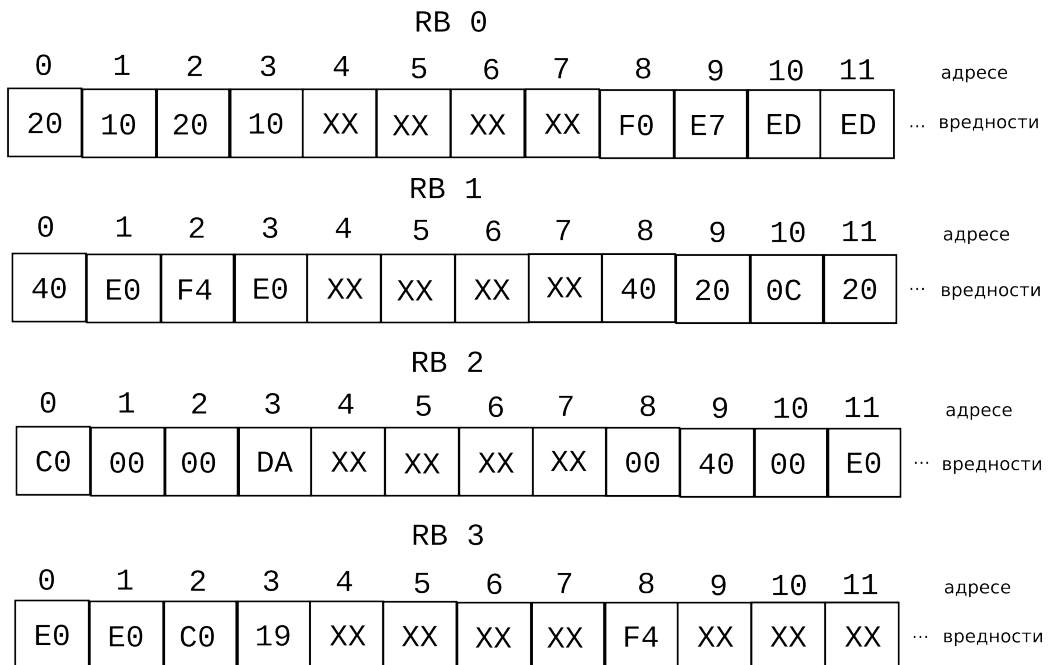 RB 0
0 1 2 3 4 5 6 7 8 9 10 11 адресе
20 10 20 10 XX XX XX XX F0 E7 ED ED ... вредности
RB 1
0 1 2 3 4 5 6 7 8 9 10 11 адресе
40 E0 F4 E0 XX XX XX XX 40 20 0C 20 ... вредности
RB 2
0 1 2 3 4 5 6 7 8 9 10 11 адресе
C0 00 00 DA XX XX XX XX 00 40 00 E0 ... вредности
RB 3
0 1 2 3 4 5 6 7 8 9 10 11 адресе
E0 E0 C0 19 XX XX XX XX F4 XX XX XX ... вредности